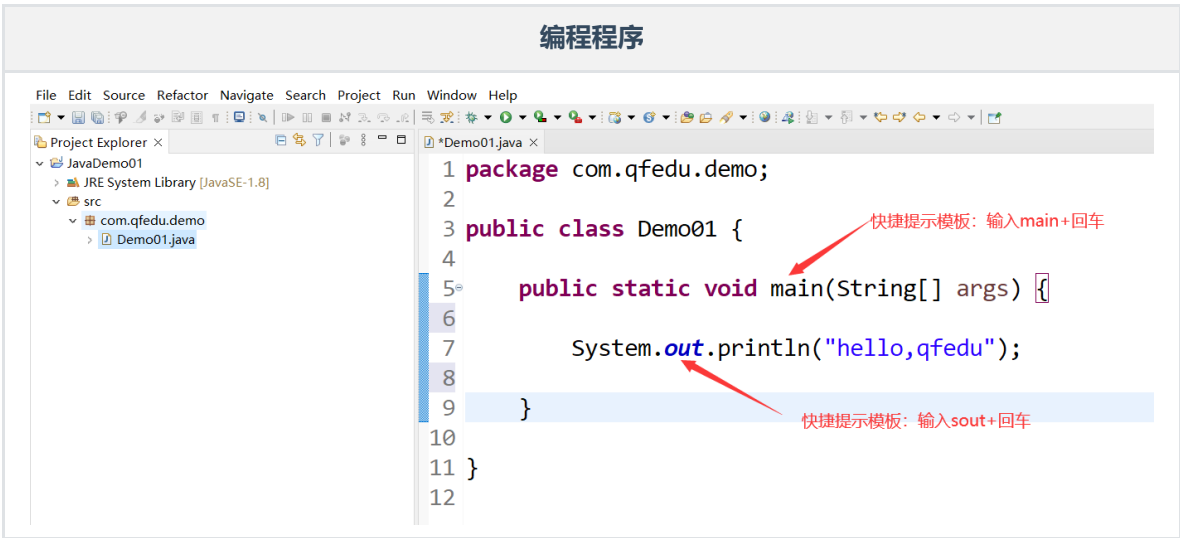 编程程序
File Edit Source Refactor Navigate Search Project Run Window Help
Project Explorer
JavaDemo01
JRE System Library [JavaSE-1.8]
src
com.qfedu.demo
Demo01.java
*Demo01.java
1 package com.qfedu.demo;
2
3 public class Demo01 {
快捷提示模板：输入main+回车
4
5 public static void main(String[] args) {
6
7 System.out.println("hello,qfedu");
8
9 }
快捷提示模板：输入sout+回车
10
11 }
12